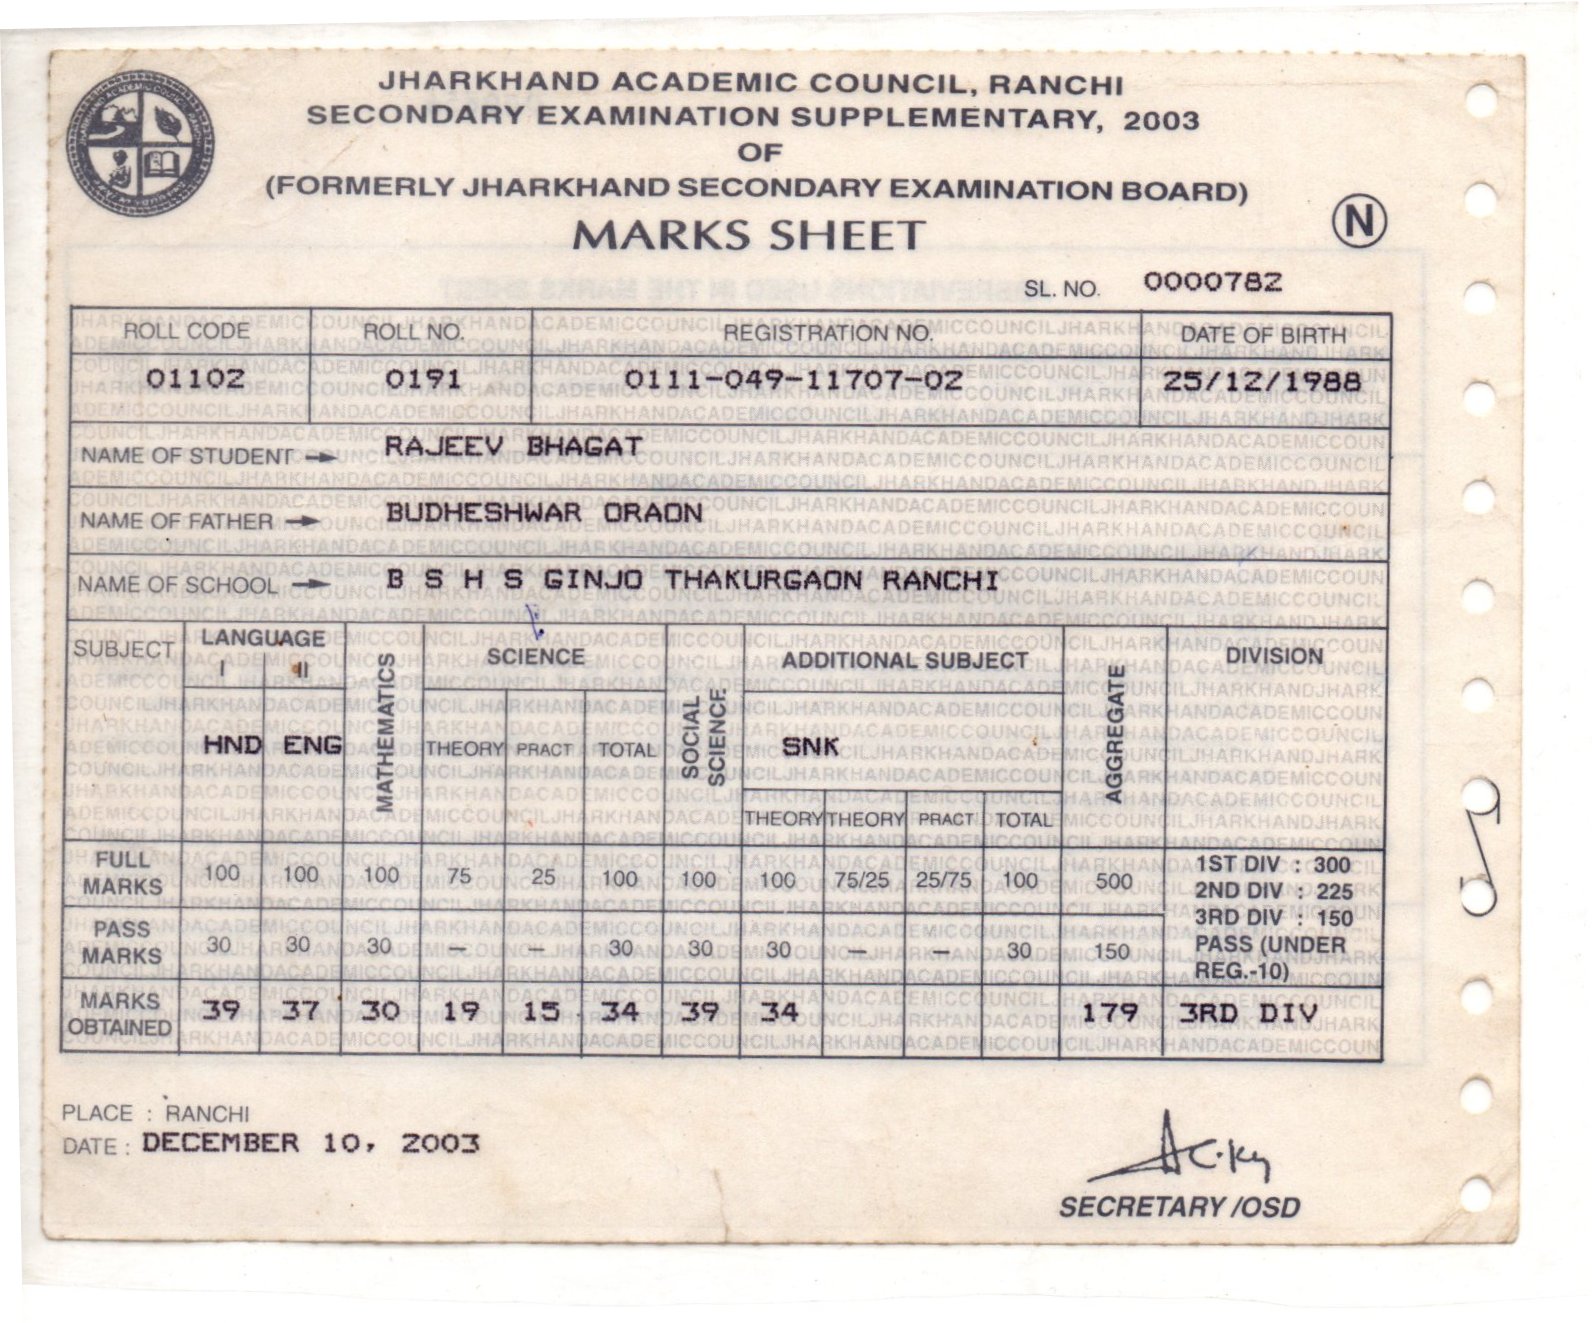 JHARKHAND ACADEMIC COUNCIL, RANCHI
SECONDARY EXAMINATION SUPPLEMENTARY, 2003
OF
(FORMERLY JHARKHAND SECONDARY EXAMINATION BOARD)
MARKS SHEET
N
SL. NO. 0000782
ROLL CODE ROLL NO. REGISTRATION NO. DATE OF BIRTH
01102 0191 0111-049-11707-02 25/12/1988
NAME OF STUDENT → RAJEEV BHAGAT
NAME OF FATHER → BUDHESHWAR ORAON
NAME OF SCHOOL → B S H S GINJO THAKURGAON RANCHI
SUBJECT LANGUAGE I II MATHEMATICS SCIENCE SOCIAL SCIENCE ADDITIONAL SUBJECT AGGREGATE DIVISION
HND ENG THEORY PRACT TOTAL SNK
THEORY THEORY PRACT TOTAL
FULL MARKS 100 100 100 75 25 100 100 100 75/25 25/75 100 500 1ST DIV : 300
2ND DIV : 225
3RD DIV : 150
PASS MARKS 30 30 30 — — 30 30 30 — — 30 150 PASS (UNDER REG.-10)
MARKS OBTAINED 39 37 30 19 15 34 39 34 179 3RD DIV
PLACE : RANCHI
DATE : DECEMBER 10, 2003
SECRETARY /OSD